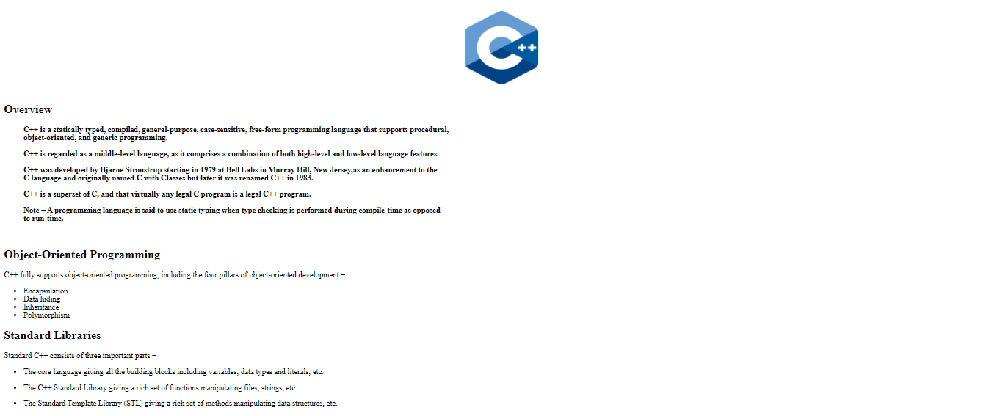 C++
Overview
C++ is a statically typed, compiled, general-purpose, case-sensitive, free-form programming language that supports procedural,
object-oriented, and generic programming.
C++ is regarded as a middle-level language, as it comprises a combination of both high-level and low-level language features.
C++ was developed by Bjarne Stroustrup starting in 1979 at Bell Labs in Murray Hill, New Jersey,as an enhancement to the
C language and originally named C with Classes but later it was renamed C++ in 1983.
C++ is a superset of C, and that virtually any legal C program is a legal C++ program.
Note − A programming language is said to use static typing when type checking is performed during compile-time as opposed
to run-time.
Object-Oriented Programming
C++ fully supports object-oriented programming, including the four pillars of object-oriented development −
• Encapsulation
• Data hiding
• Inheritance
• Polymorphism
Standard Libraries
Standard C++ consists of three important parts −
• The core language giving all the building blocks including variables, data types and literals, etc.
• The C++ Standard Library giving a rich set of functions manipulating files, strings, etc.
• The Standard Template Library (STL) giving a rich set of methods manipulating data structures, etc.